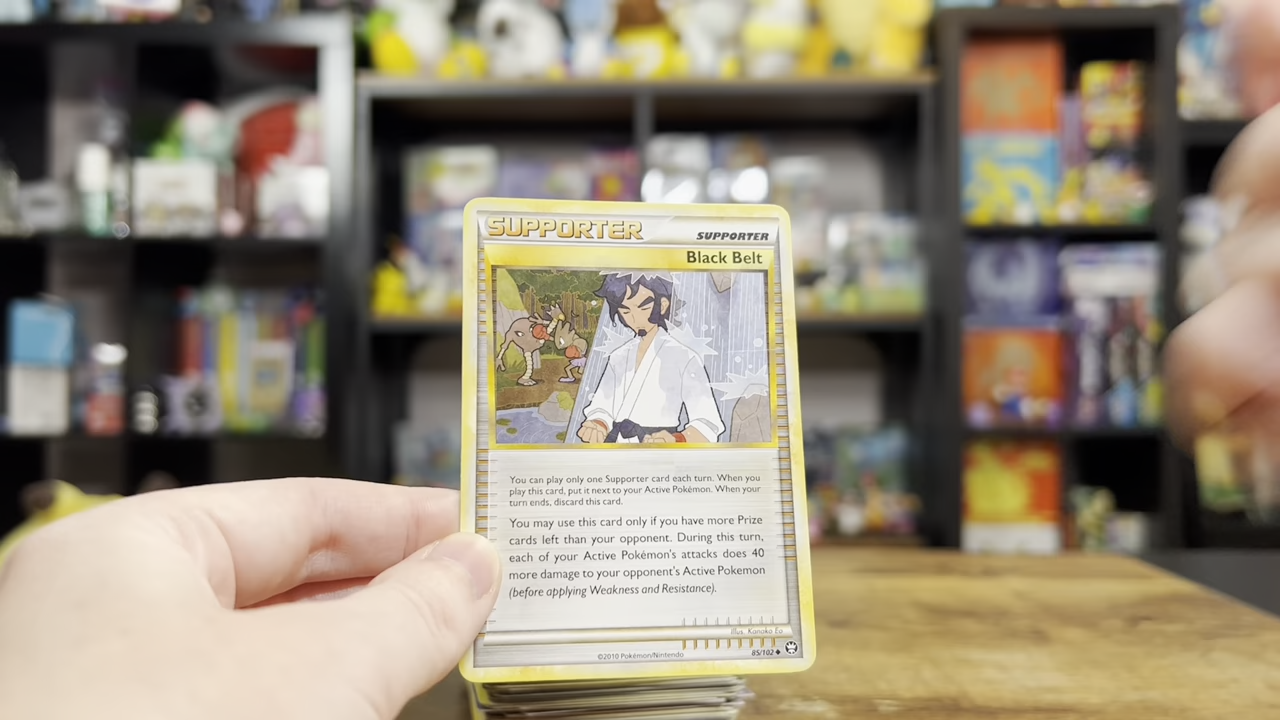 SUPPORTER
SUPPORTER
Black Belt
You can play only one Supporter card each turn. When you
play this card, put it next to your Active Pokémon. When your
turn ends, discard this card.
You may use this card only if you have more Prize
cards left than your opponent. During this turn,
each of your Active Pokémon's attacks does 40
more damage to your opponent's Active Pokemon
(before applying Weakness and Resistance).
Illus. Kanako Eo
©2010 Pokémon/Nintendo
85/102